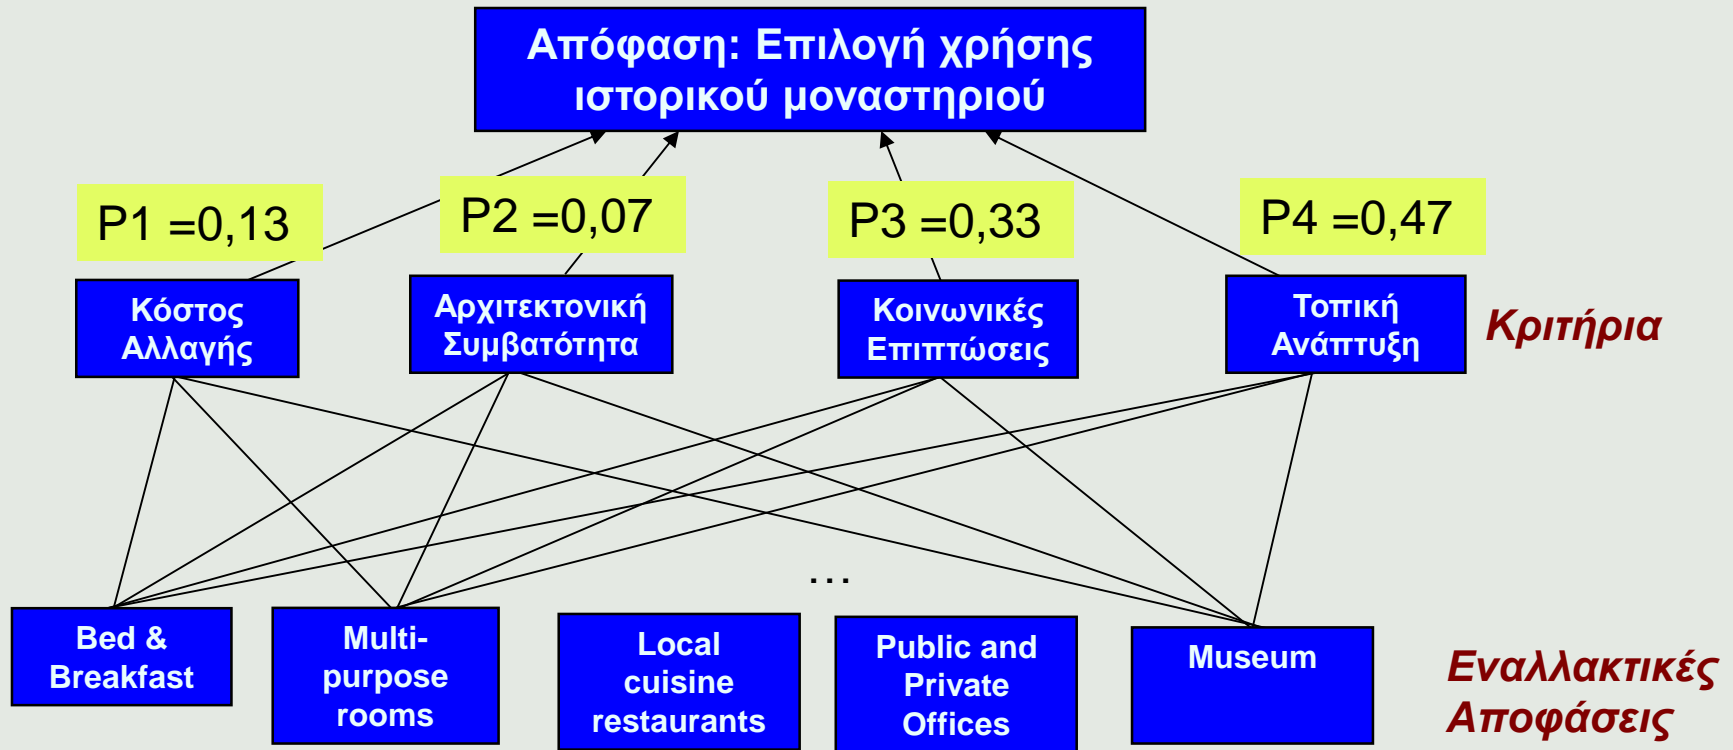 Απόφαση: Επιλογή χρήσης
ιστορικού μοναστηριού
P1 =0,13
P2 =0,07
P3 =0,33
P4 =0,47
Κόστος
Αλλαγής
Αρχιτεκτονική
Συμβατότητα
Κοινωνικές
Επιπτώσεις
Τοπική
Ανάπτυξη
Κριτήρια
...
Bed &
Breakfast
Multi-
purpose
rooms
Local
cuisine
restaurants
Public and
Private
Offices
Museum
Εναλλακτικές
Αποφάσεις